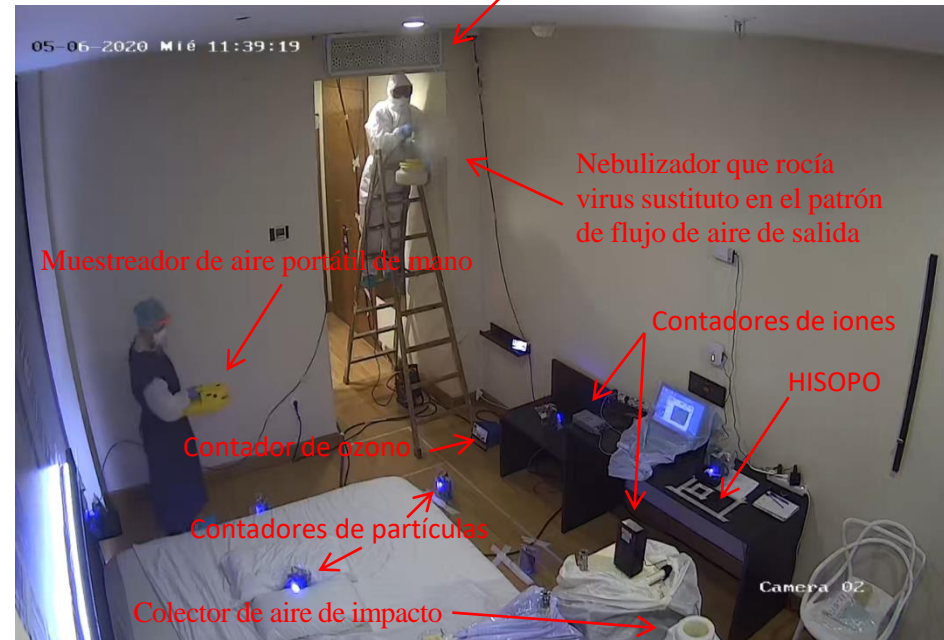 05-06-2020 Mié 11:39:19
Nebulizador que rocía
virus sustituto en el patrón
de flujo de aire de salida
Muestreador de aire portátil de mano
Contadores de iones
HISOPO
Contador de ozono
Contadores de partículas
Camera 02
Colector de aire de impacto